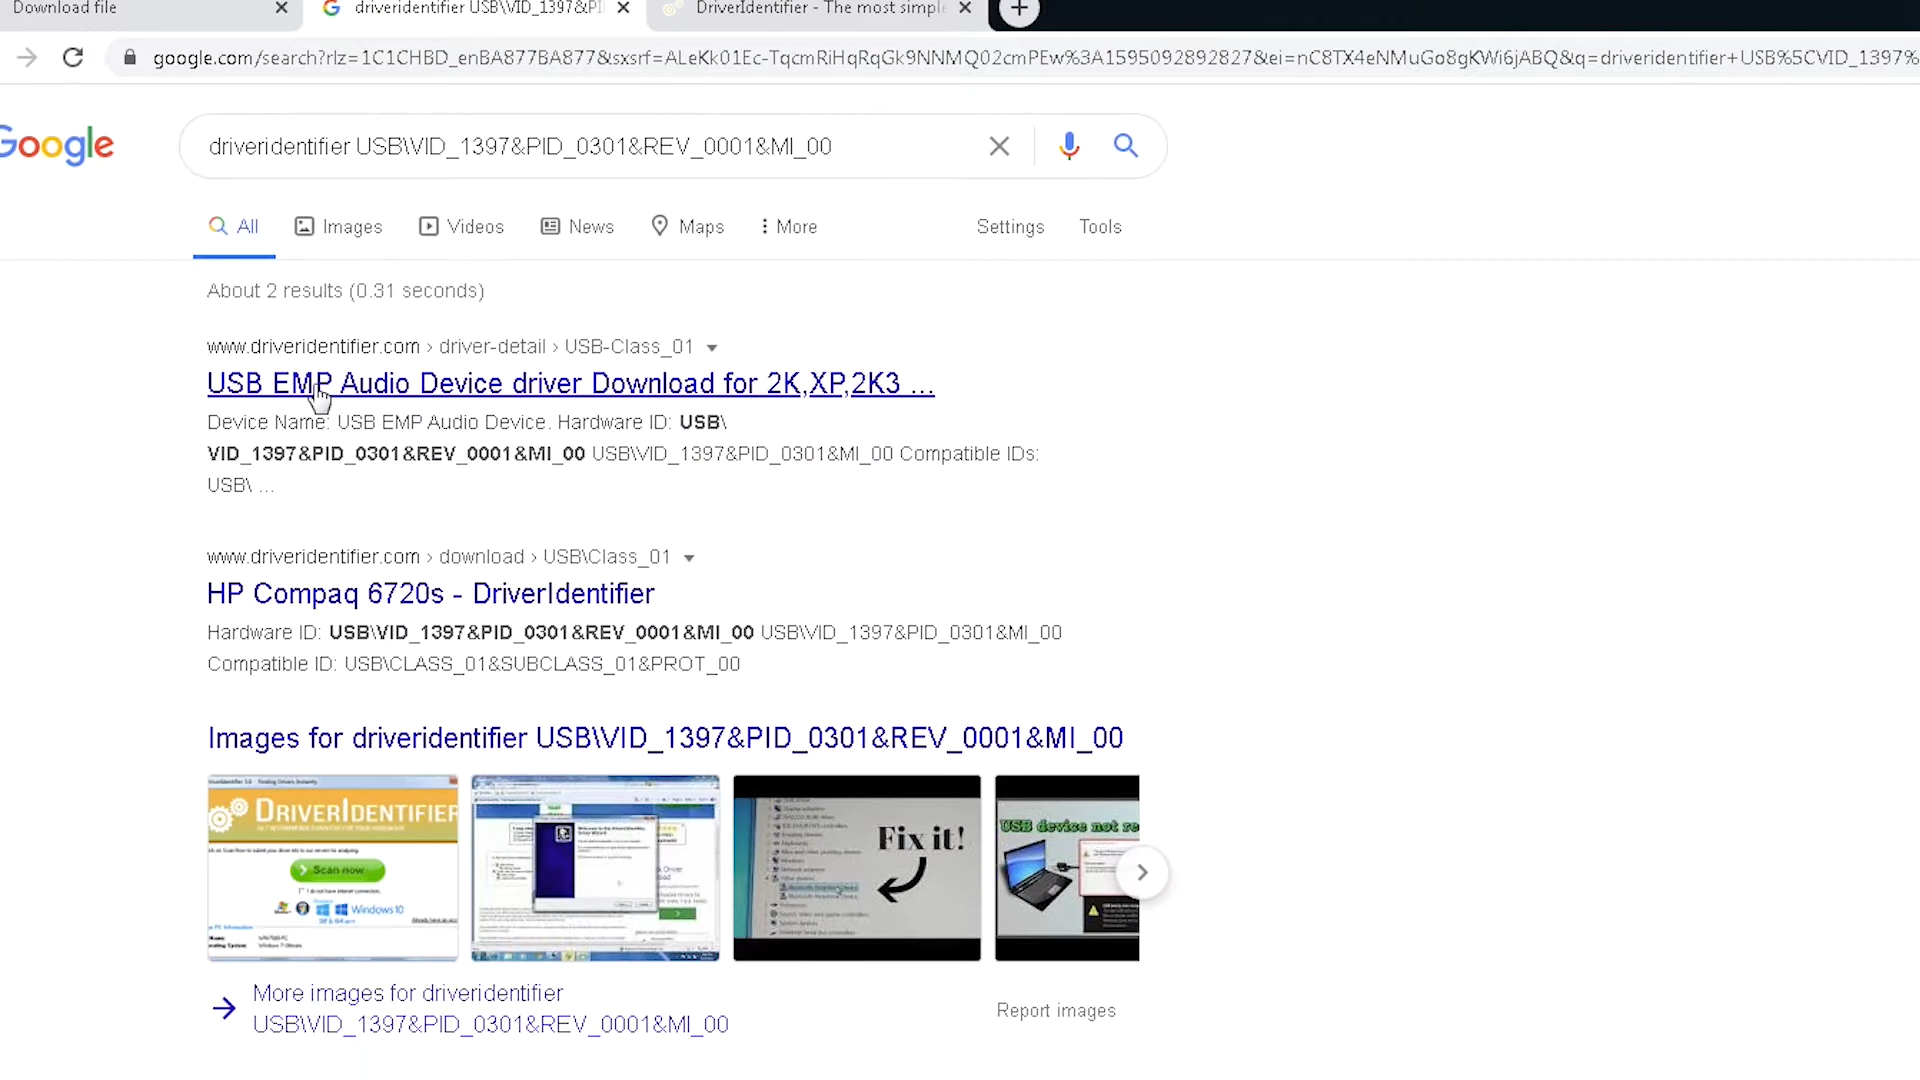 Download file
driveridentifier USB\VID_1397&PI
DriverIdentifier - The most simple
google.com/search?rlz=1C1CHBD_enBA877BA877&sxsrf=ALeKk01Ec-TqcmRiHqRqGk9NNMQ02cmPEw%3A1595092892827&ei=nC8TX4eNMuGo8gKWi6jABQ&q=driveridentifier+USB%5CVID_1397%
Google
driveridentifier USB\VID_1397&PID_0301&REV_0001&MI_00
All Images Videos News Maps More Settings Tools
About 2 results (0.31 seconds)
www.driveridentifier.com › driver-detail › USB-Class_01
USB EMP Audio Device driver Download for 2K,XP,2K3 ...
Device Name: USB EMP Audio Device. Hardware ID: USB\
VID_1397&PID_0301&REV_0001&MI_00 USB\VID_1397&PID_0301&MI_00 Compatible IDs:
USB\ ...
www.driveridentifier.com › download › USB\Class_01
HP Compaq 6720s - DriverIdentifier
Hardware ID: USB\VID_1397&PID_0301&REV_0001&MI_00 USB\VID_1397&PID_0301&MI_00
Compatible ID: USB\CLASS_01&SUBCLASS_01&PROT_00
Images for driveridentifier USB\VID_1397&PID_0301&REV_0001&MI_00
DRIVERIDENTIFIER
Scan now
Windows 10
Fix it!
USB device not re
More images for driveridentifier
USB\VID_1397&PID_0301&REV_0001&MI_00
Report images